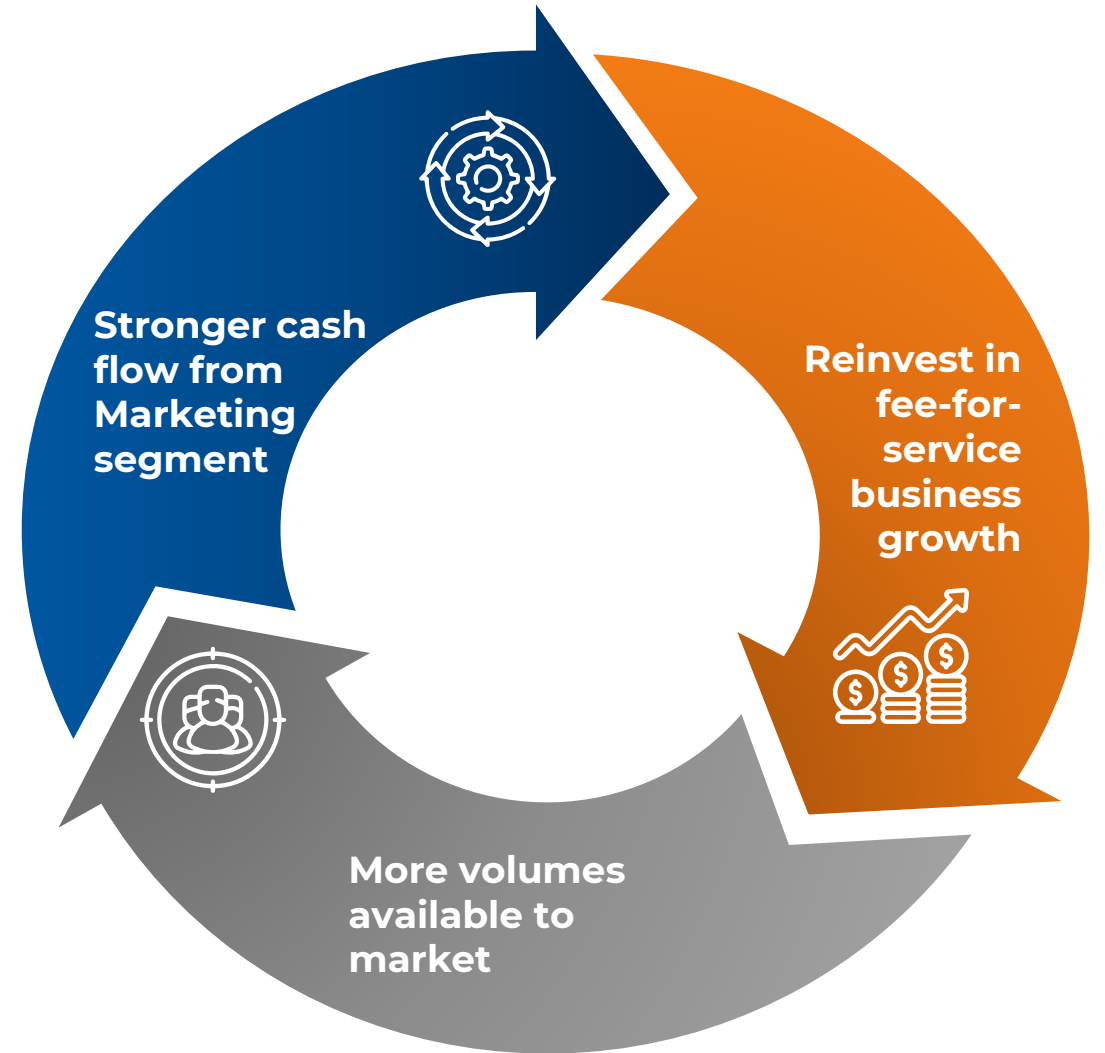 Stronger cash
flow from
Marketing
segment
Reinvest in
fee-for-
service
business
growth
More volumes
available to
market